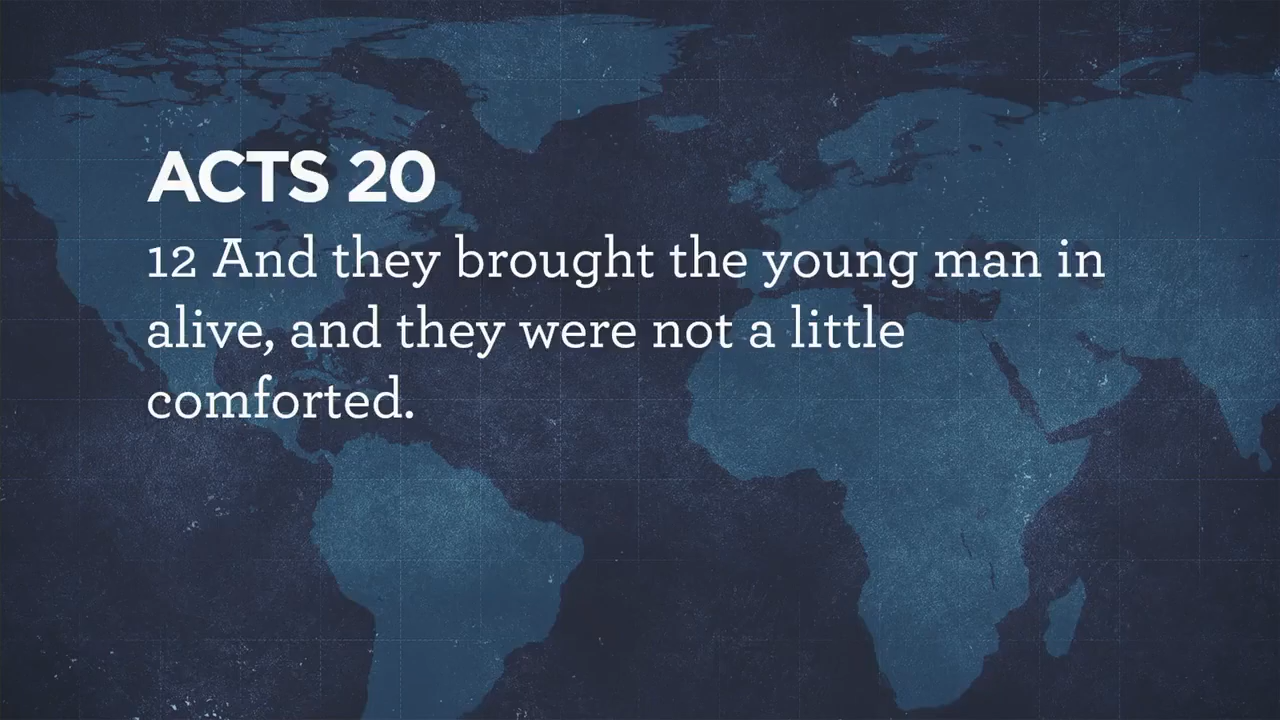 ACTS 20
12 And they brought the young man in
alive, and they were not a little
comforted.